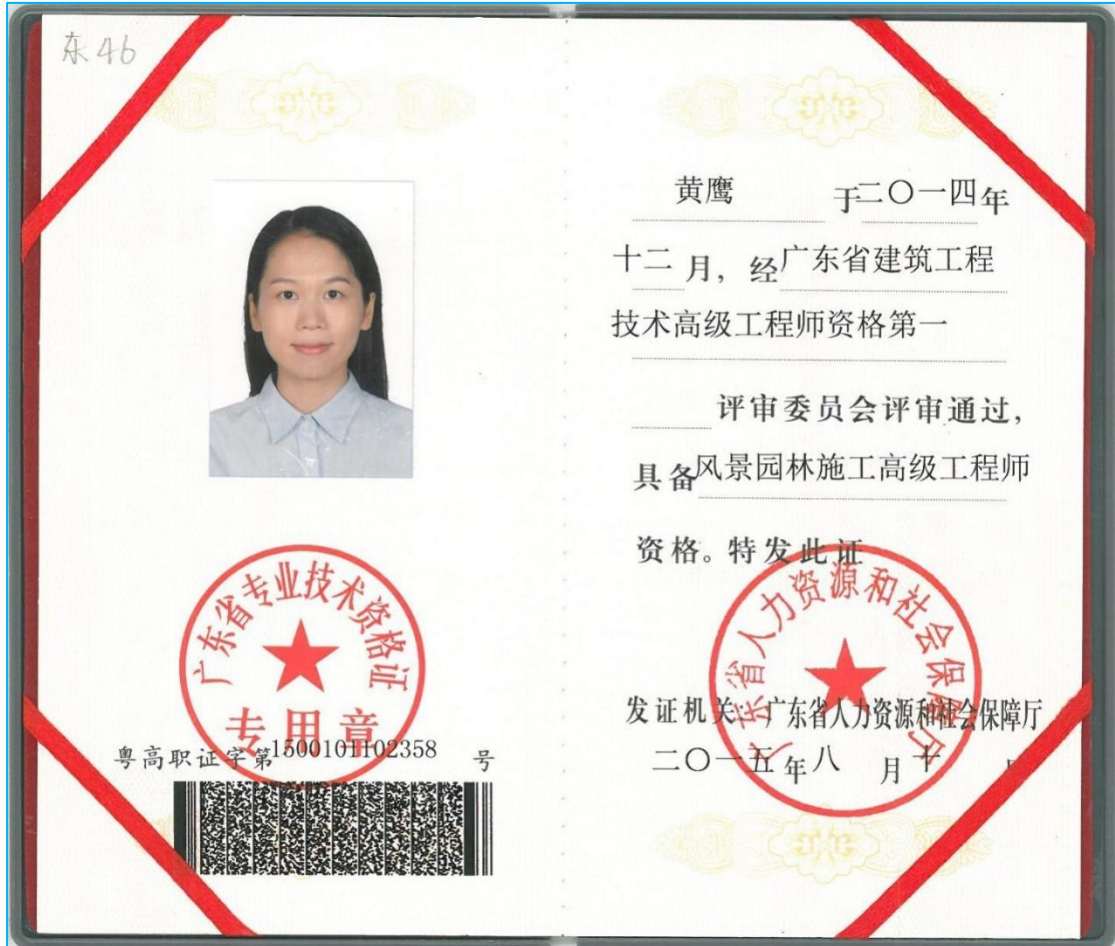 东46
广东省专业技术资格证
专用章
粤高职证字第1500101102358 号
黄鹰 于二〇一四年
十二月，经广东省建筑工程
技术高级工程师资格第一
评审委员会评审通过，
具备风景园林施工高级工程师
资格。特发此证
广东省人力资源和社会保障厅
发证机关：广东省人力资源和社会保障厅
二〇一五年八 月十